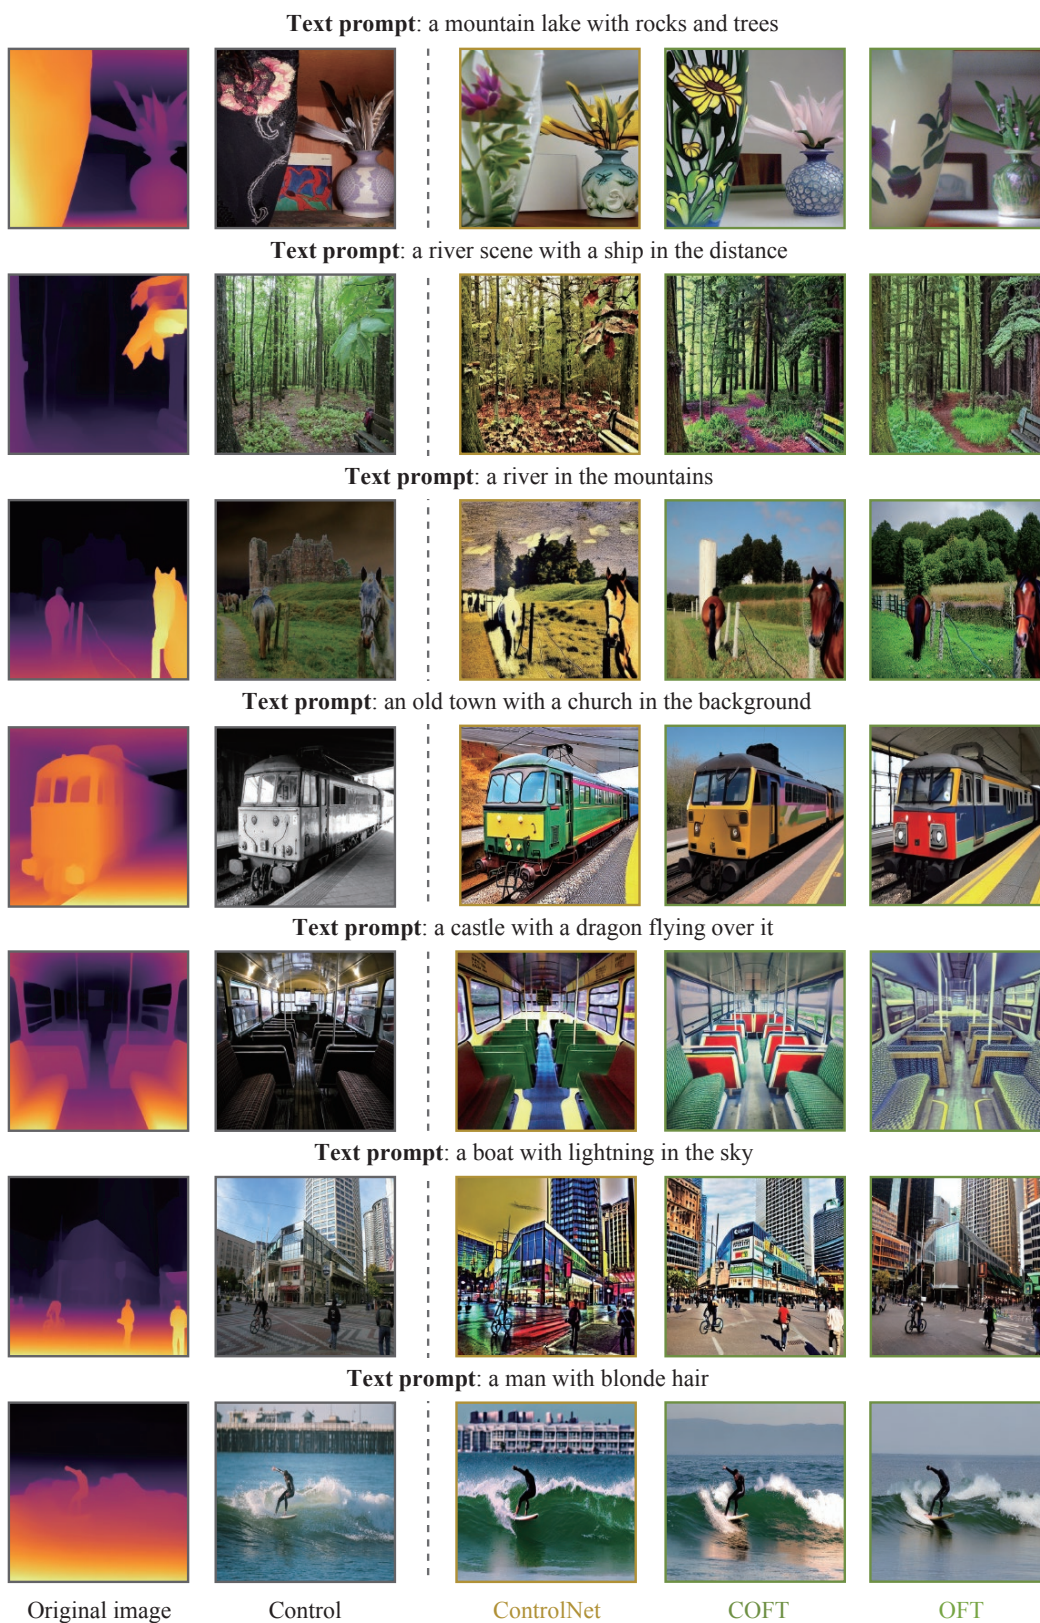 Text prompt: a mountain lake with rocks and trees
Text prompt: a river scene with a ship in the distance
Text prompt: a river in the mountains
Text prompt: an old town with a church in the background
Text prompt: a castle with a dragon flying over it
Text prompt: a boat with lightning in the sky
Text prompt: a man with blonde hair
Original image Control ControlNet COFT OFT